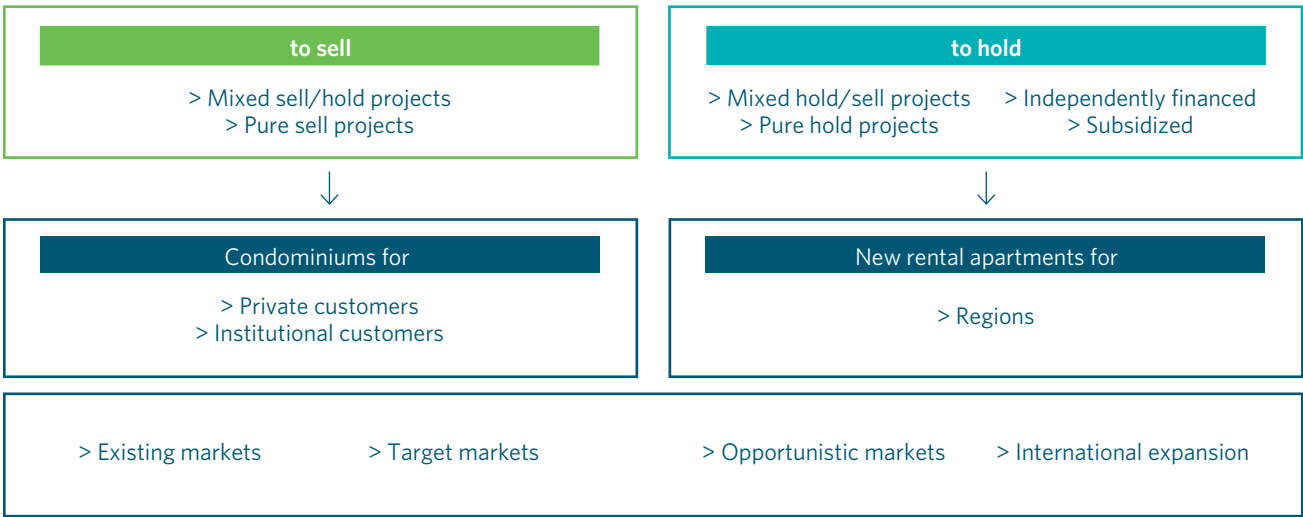 to sell
> Mixed sell/hold projects
> Pure sell projects
to hold
> Mixed hold/sell projects
> Pure hold projects
> Independently financed
> Subsidized
Condominiums for
> Private customers
> Institutional customers
New rental apartments for
> Regions
> Existing markets
> Target markets
> Opportunistic markets
> International expansion